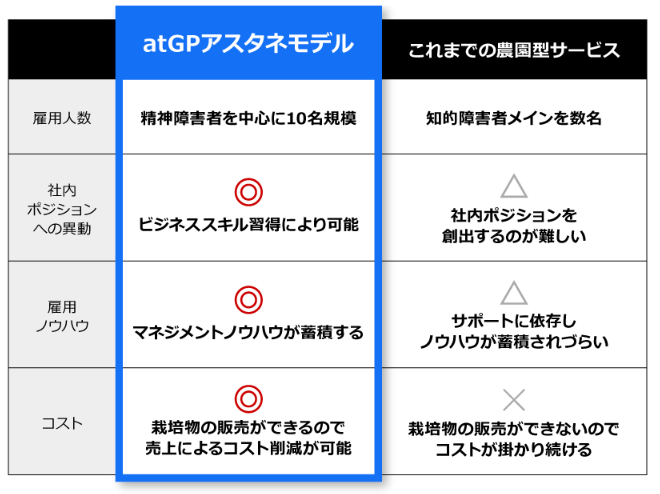 atGPアスタネモデル
これまでの農園型サービス
雇用人数
精神障害者を中心に10名規模
知的障害者メインを数名
社内
ポジション
への異動
◎
ビジネススキル習得により可能
△
社内ポジションを
創出するのが難しい
雇用
ノウハウ
◎
マネジメントノウハウが蓄積する
△
サポートに依存し
ノウハウが蓄積されづらい
コスト
◎
栽培物の販売ができるので
売上によるコスト削減が可能
×
栽培物の販売ができないので
コストが掛かり続ける